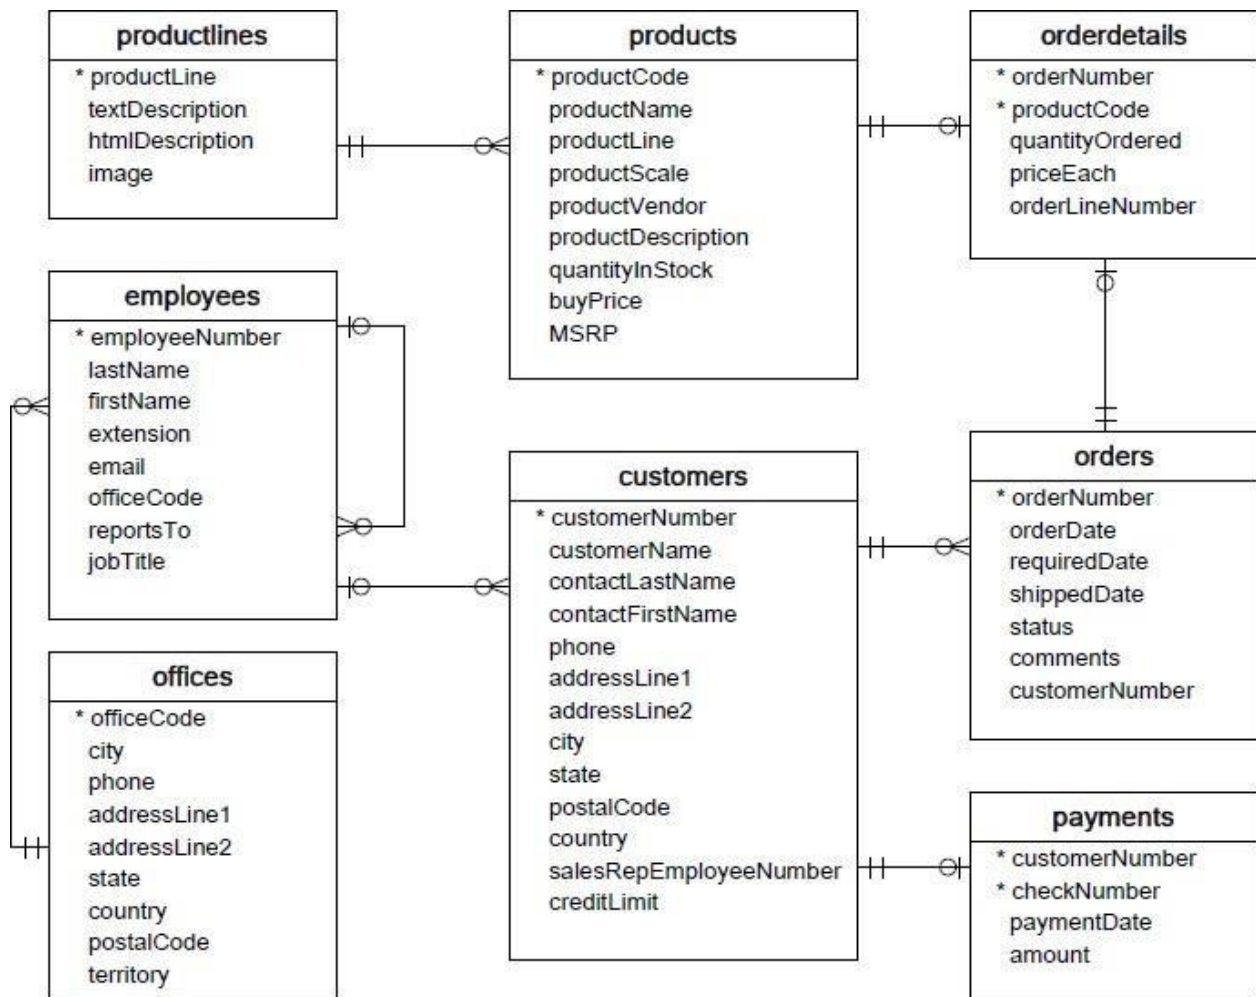 productlines
* productLine
textDescription
htmlDescription
image
products
* productCode
productName
productLine
productScale
productVendor
productDescription
quantityInStock
buyPrice
MSRP
orderdetails
* orderNumber
* productCode
quantityOrdered
priceEach
orderLineNumber
employees
* employeeNumber
lastName
firstName
extension
email
officeCode
reportsTo
jobTitle
customers
* customerNumber
customerName
contactLastName
contactFirstName
phone
addressLine1
addressLine2
city
state
postalCode
country
salesRepEmployeeNumber
creditLimit
orders
* orderNumber
orderDate
requiredDate
shippedDate
status
comments
customerNumber
offices
* officeCode
city
phone
addressLine1
addressLine2
state
country
postalCode
territory
payments
* customerNumber
* checkNumber
paymentDate
amount